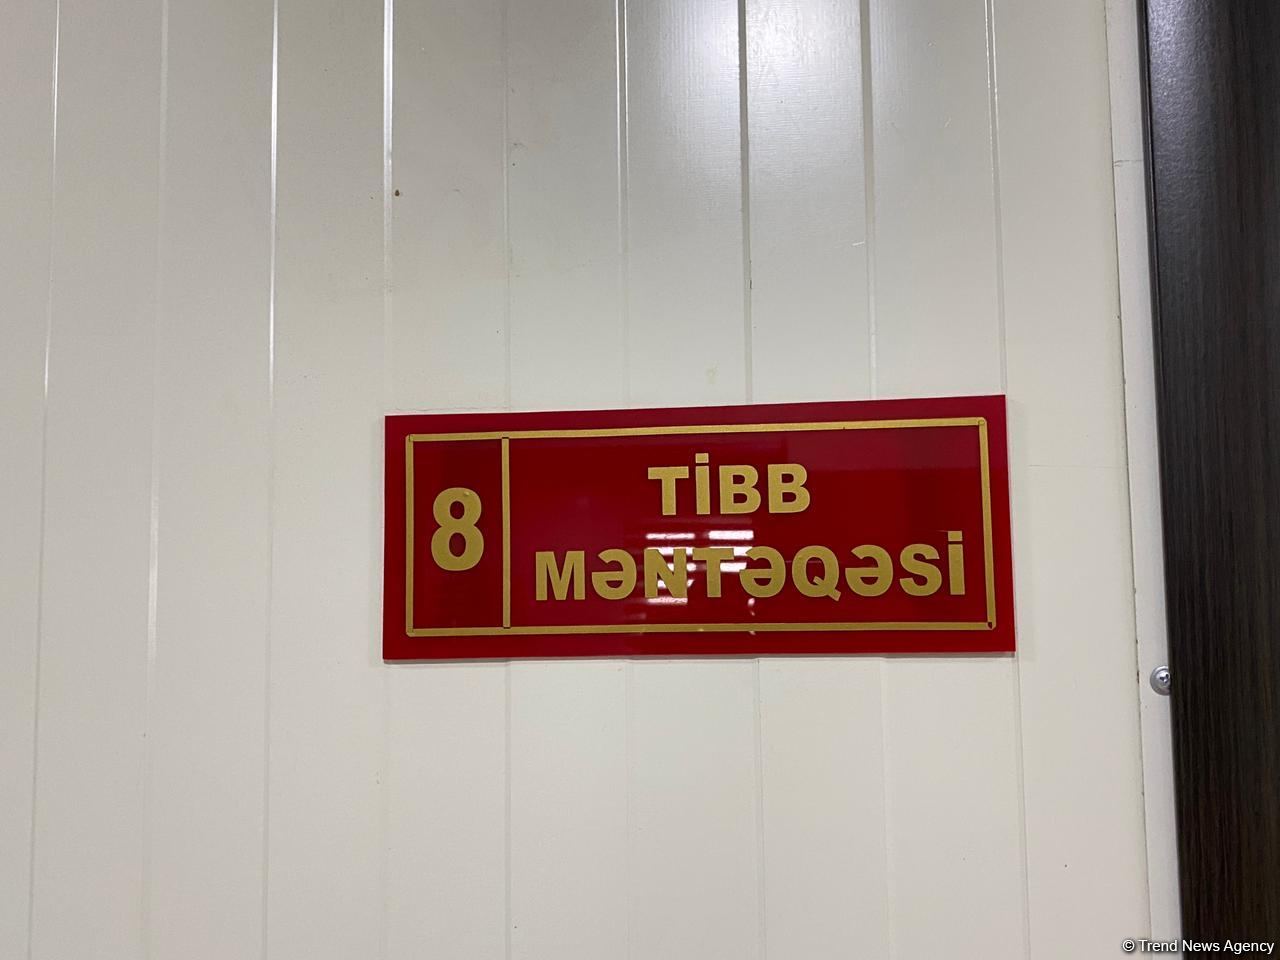 8
TİBB
MƏNTƏQƏSİ
© Trend News Agency